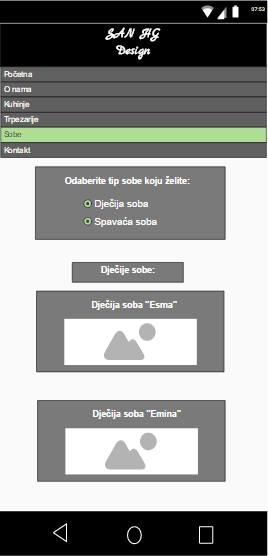 07:53
SAN HG
Design
Početna
O nama
Kuhinje
Trpezarije
Sobe
Kontakt
Odaberite tip sobe koju želite:
Dječija soba
Spavaća soba
Dječije sobe:
Dječija soba "Esma"
Dječija soba "Emina"